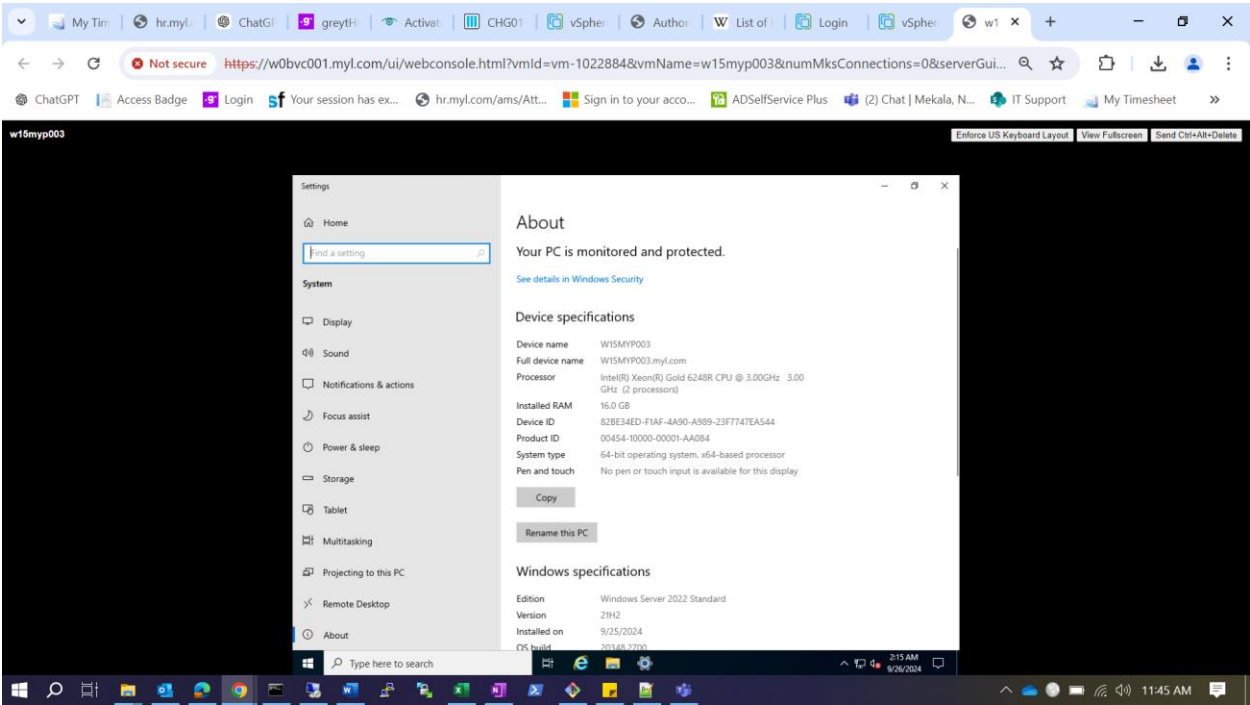 My Tim hr.myl ChatGP greytH Activat CHG01 vSpher Author List of Login vSpher w1
Not secure https://w0bvc001.myl.com/ui/webconsole.html?vmId=vm-1022884&vmName=w15myp003&numMksConnections=0&serverGui...
ChatGPT Access Badge Login Your session has ex... hr.myl.com/ams/Att... Sign in to your acco... ADSelfService Plus (2) Chat | Mekala, N... IT Support My Timesheet »
w15myp003 Enforce US Keyboard Layout View Fullscreen Send Ctrl+Alt+Delete
Settings
Home
Find a setting
System
Display
Sound
Notifications & actions
Focus assist
Power & sleep
Storage
Tablet
Multitasking
Projecting to this PC
Remote Desktop
About
About
Your PC is monitored and protected.
See details in Windows Security
Device specifications
Device name W15MYP003
Full device name W15MYP003.myl.com
Processor Intel(R) Xeon(R) Gold 6248R CPU @ 3.00GHz 3.00
GHz (2 processors)
Installed RAM 16.0 GB
Device ID 82BE34ED-F1AF-4A90-A989-23F7747EA544
Product ID 00454-10000-00001-AA084
System type 64-bit operating system, x64-based processor
Pen and touch No pen or touch input is available for this display
Copy
Rename this PC
Windows specifications
Edition Windows Server 2022 Standard
Version 21H2
Installed on 9/25/2024
OS build 20348.2700
Type here to search
2:15 AM
9/26/2024
11:45 AM